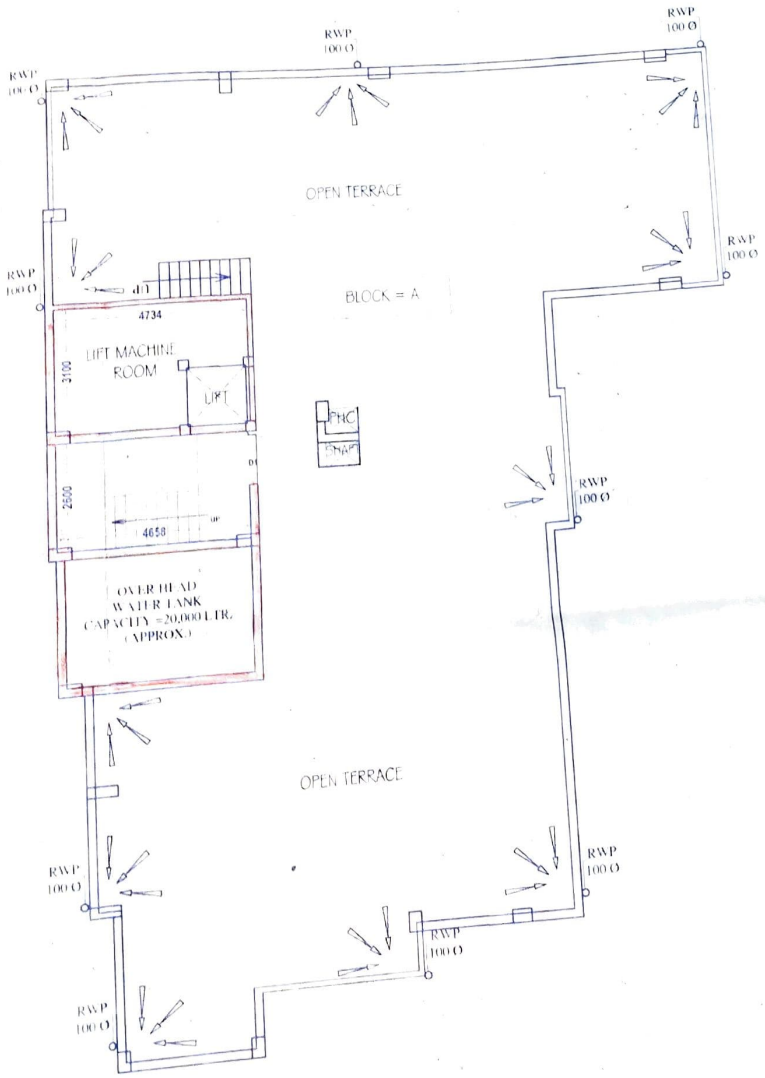 RWP
100 Ø
RWP
100 Ø
RWP
100 Ø
OPEN TERRACE
RWP
100 Ø
RWP
100 Ø
UP
BLOCK = A
4734
LIFT MACHINE
ROOM
3100
LIFT
PHC
SHAFT
D1
RWP
100 Ø
2600
UP
4658
OVER HEAD
WATER TANK
CAPACITY =20,000 LTR.
(APPROX.)
OPEN TERRACE
RWP
100 Ø
RWP
100 Ø
RWP
100 Ø
RWP
100 Ø